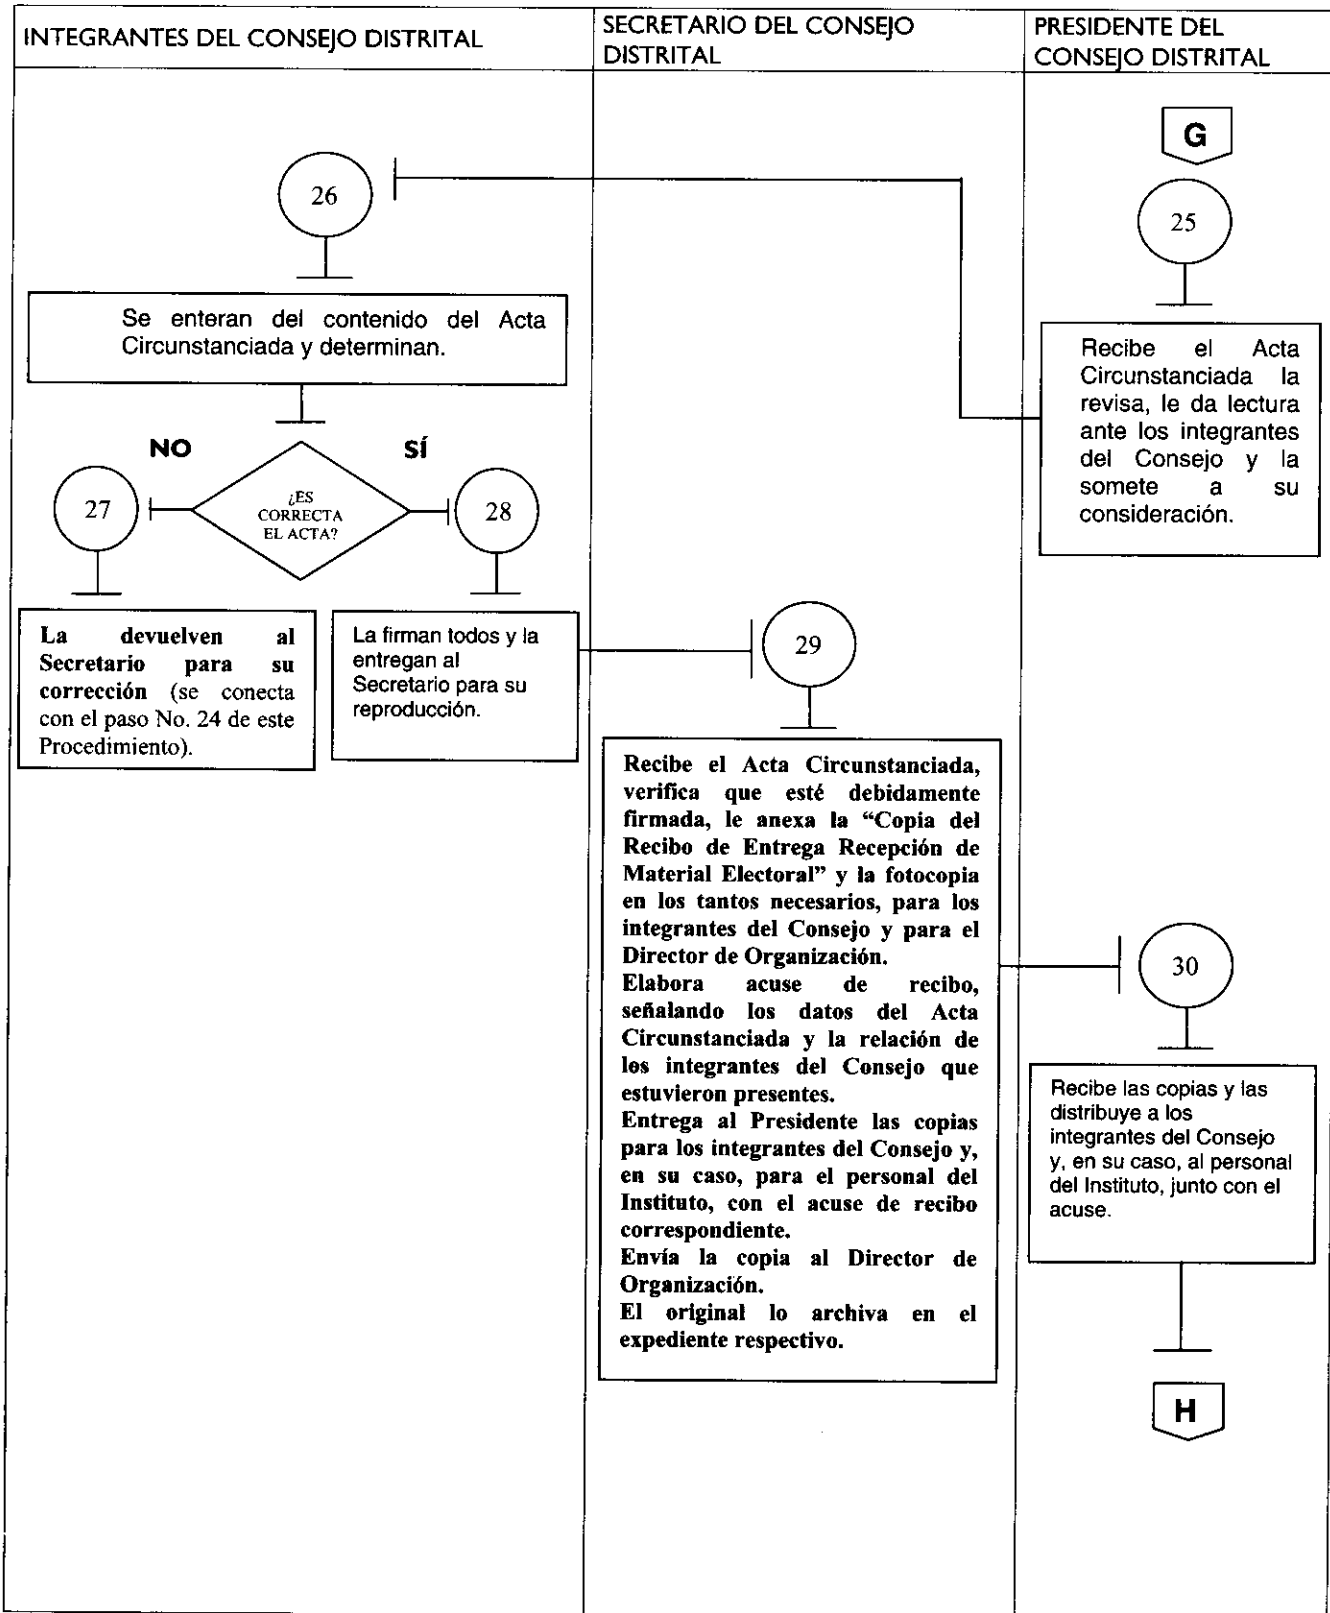 INTEGRANTES DEL CONSEJO DISTRITAL
SECRETARIO DEL CONSEJO
DISTRITAL
PRESIDENTE DEL
CONSEJO DISTRITAL
G
25
Recibe el Acta
Circunstanciada la
revisa, le da lectura
ante los integrantes
del Consejo y la
somete a su
consideración.
26
Se enteran del contenido del Acta
Circunstanciada y determinan.
NO
SÍ
¿ES
CORRECTA
EL ACTA?
27
28
La devuelven al
Secretario para su
corrección (se conecta
con el paso No. 24 de este
Procedimiento).
La firman todos y la
entregan al
Secretario para su
reproducción.
29
Recibe el Acta Circunstanciada,
verifica que esté debidamente
firmada, le anexa la “Copia del
Recibo de Entrega Recepción de
Material Electoral” y la fotocopia
en los tantos necesarios, para los
integrantes del Consejo y para el
Director de Organización.
Elabora acuse de recibo,
señalando los datos del Acta
Circunstanciada y la relación de
los integrantes del Consejo que
estuvieron presentes.
Entrega al Presidente las copias
para los integrantes del Consejo y,
en su caso, para el personal del
Instituto, con el acuse de recibo
correspondiente.
Envía la copia al Director de
Organización.
El original lo archiva en el
expediente respectivo.
30
Recibe las copias y las
distribuye a los
integrantes del Consejo
y, en su caso, al personal
del Instituto, junto con el
acuse.
H